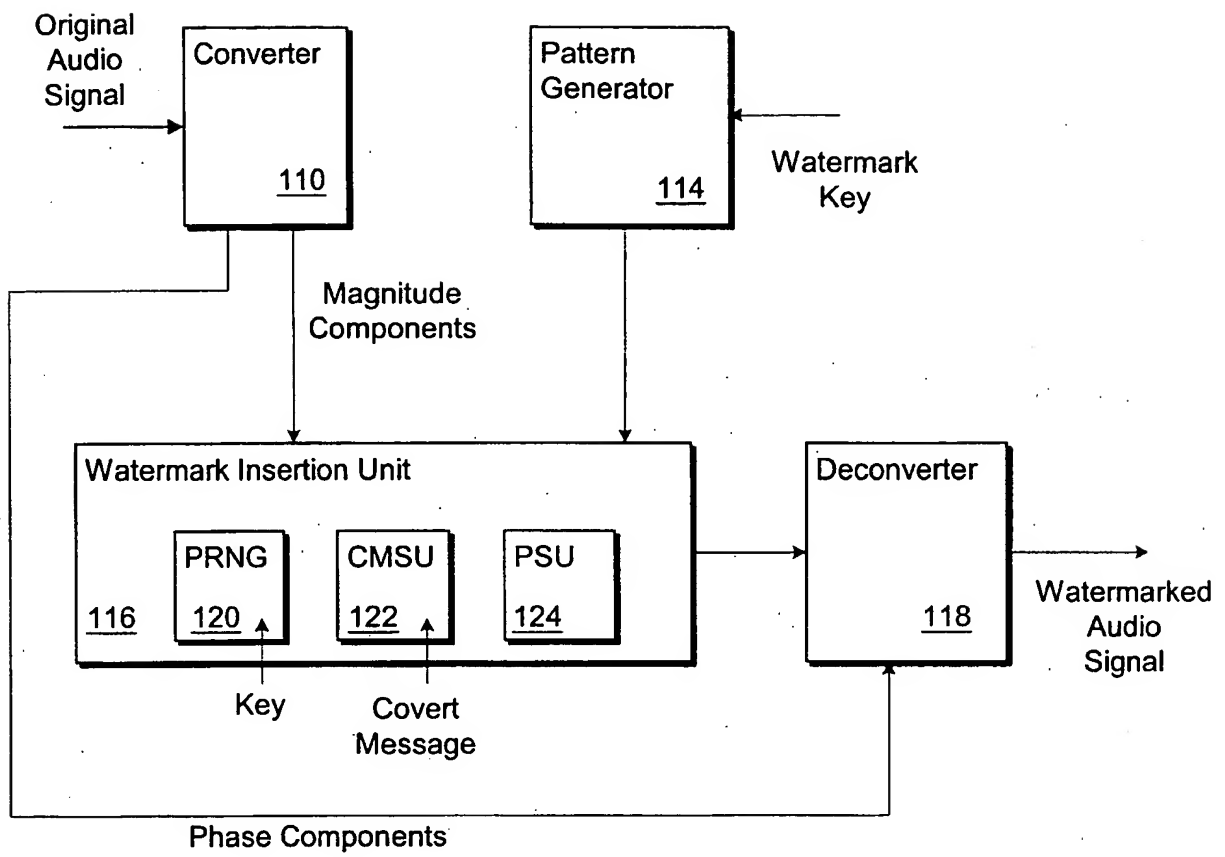 Original
Audio
Signal
Converter
110
Pattern
Generator
114
Watermark
Key
Magnitude
Components
Watermark Insertion Unit
116
PRNG
120
CMSU
122
PSU
124
Key
Covert
Message
Deconverter
118
Watermarked
Audio
Signal
Phase Components